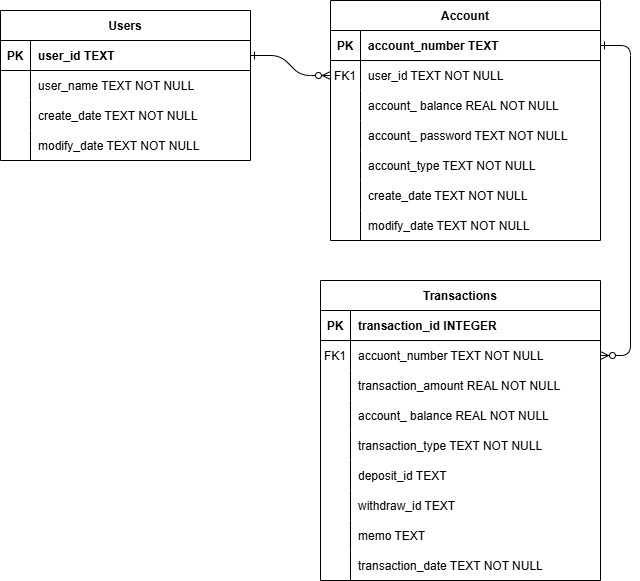 Users
PK user_id TEXT
user_name TEXT NOT NULL
create_date TEXT NOT NULL
modify_date TEXT NOT NULL
Account
PK account_number TEXT
FK1 user_id TEXT NOT NULL
account_ balance REAL NOT NULL
account_ password TEXT NOT NULL
account_type TEXT NOT NULL
create_date TEXT NOT NULL
modify_date TEXT NOT NULL
Transactions
PK transaction_id INTEGER
FK1 accuont_number TEXT NOT NULL
transaction_amount REAL NOT NULL
account_ balance REAL NOT NULL
transaction_type TEXT NOT NULL
deposit_id TEXT
withdraw_id TEXT
memo TEXT
transaction_date TEXT NOT NULL